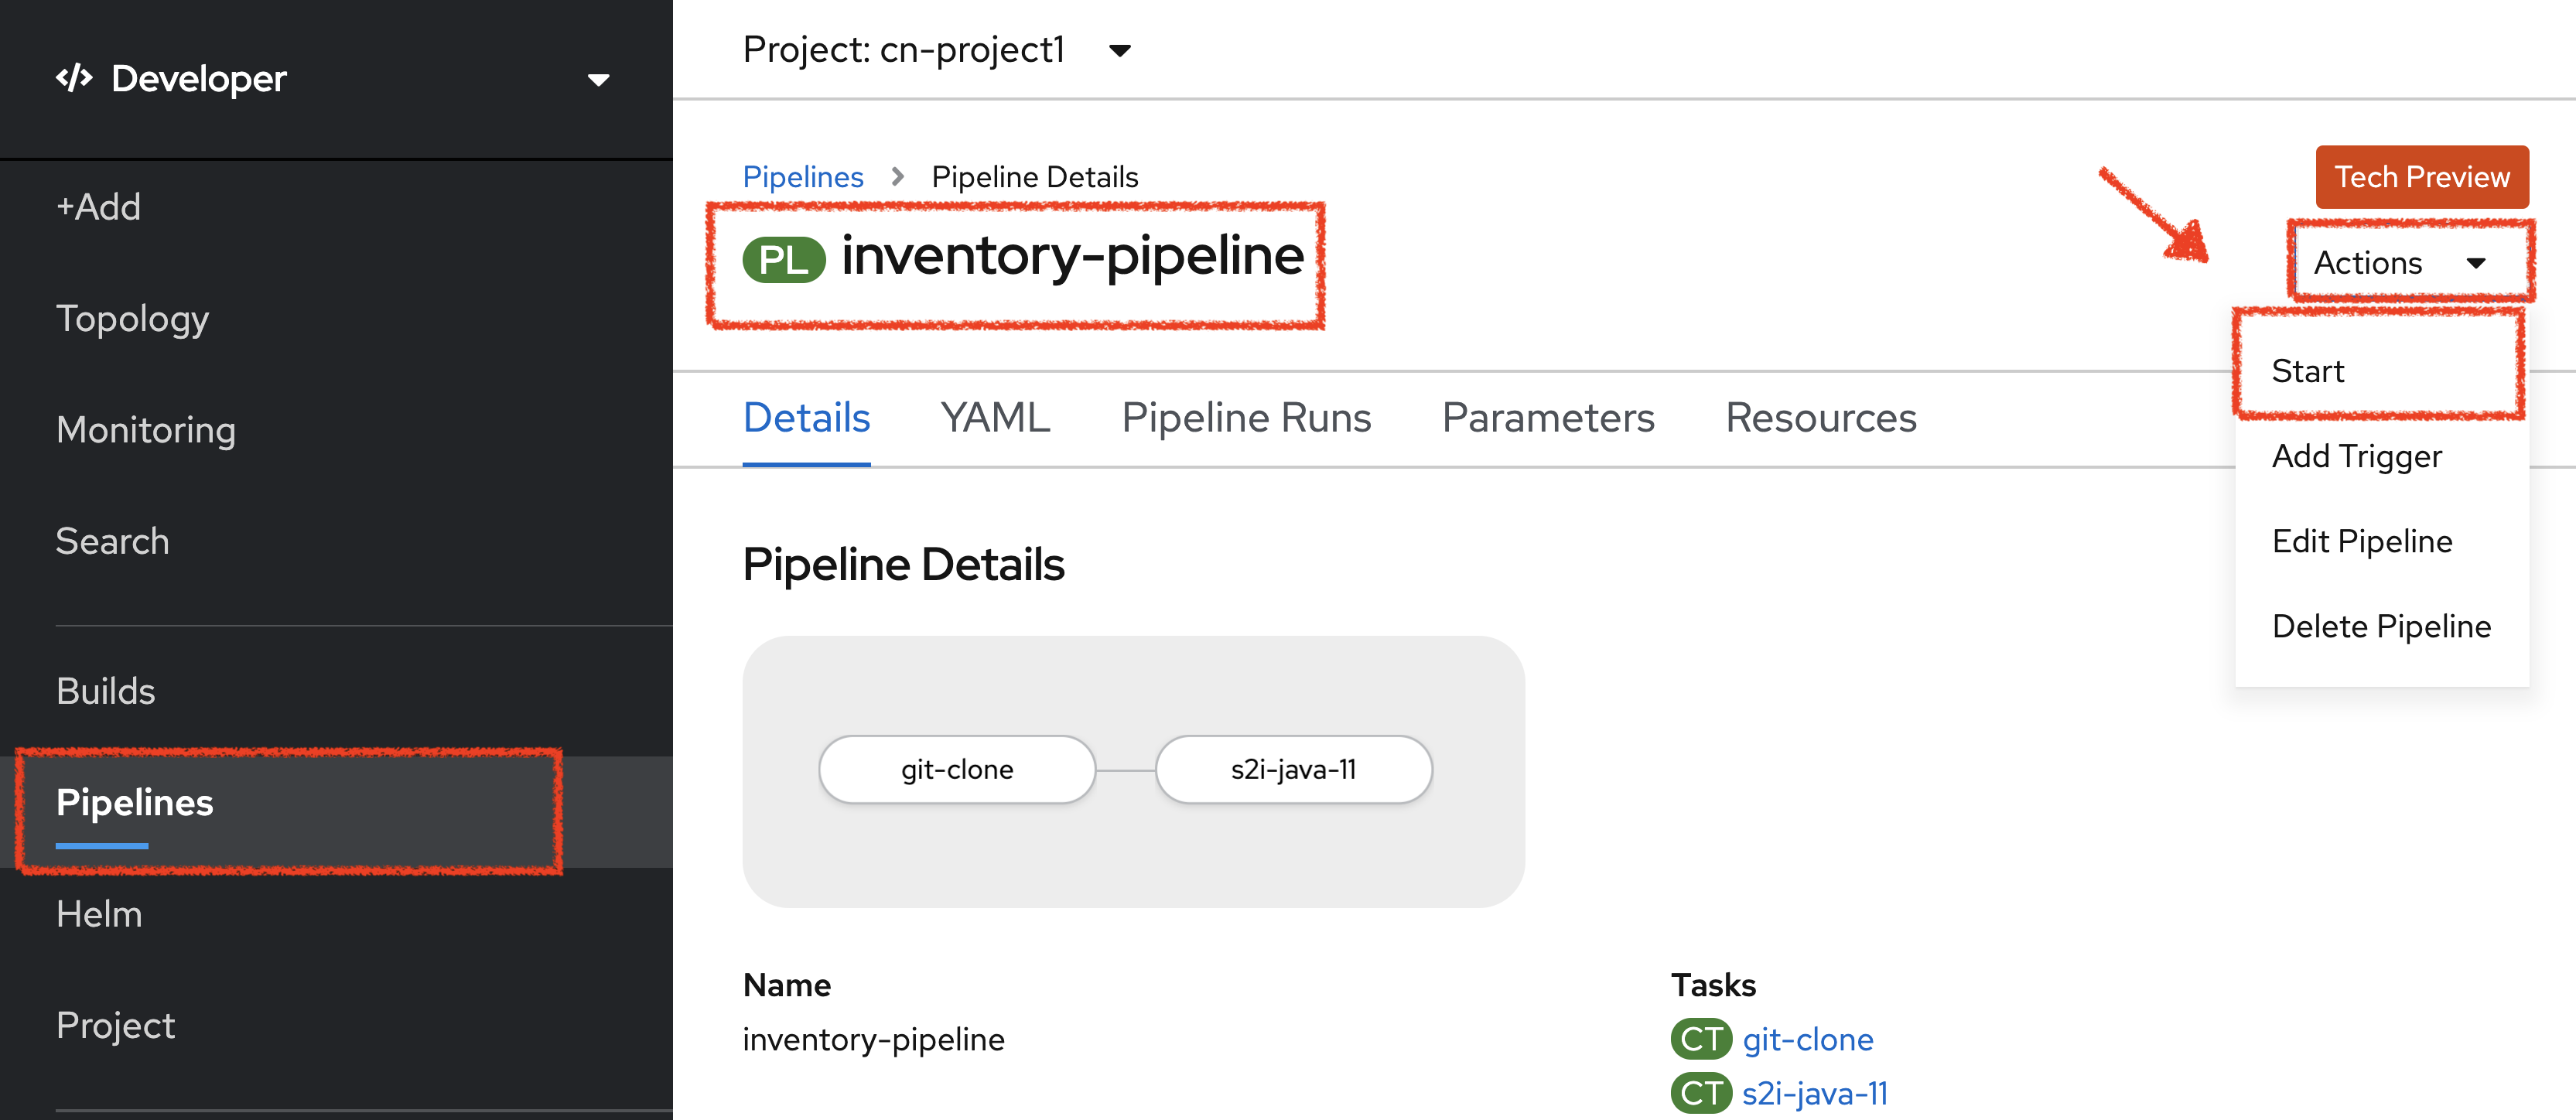 </> Developer
+Add
Topology
Monitoring
Search
Builds
Pipelines
Helm
Project
Project: cn-project1
Pipelines > Pipeline Details
Tech Preview
PL inventory-pipeline
Actions
Start
Add Trigger
Edit Pipeline
Delete Pipeline
Details YAML Pipeline Runs Parameters Resources
Pipeline Details
git-clone s2i-java-11
Name
inventory-pipeline
Tasks
CT git-clone
CT s2i-java-11